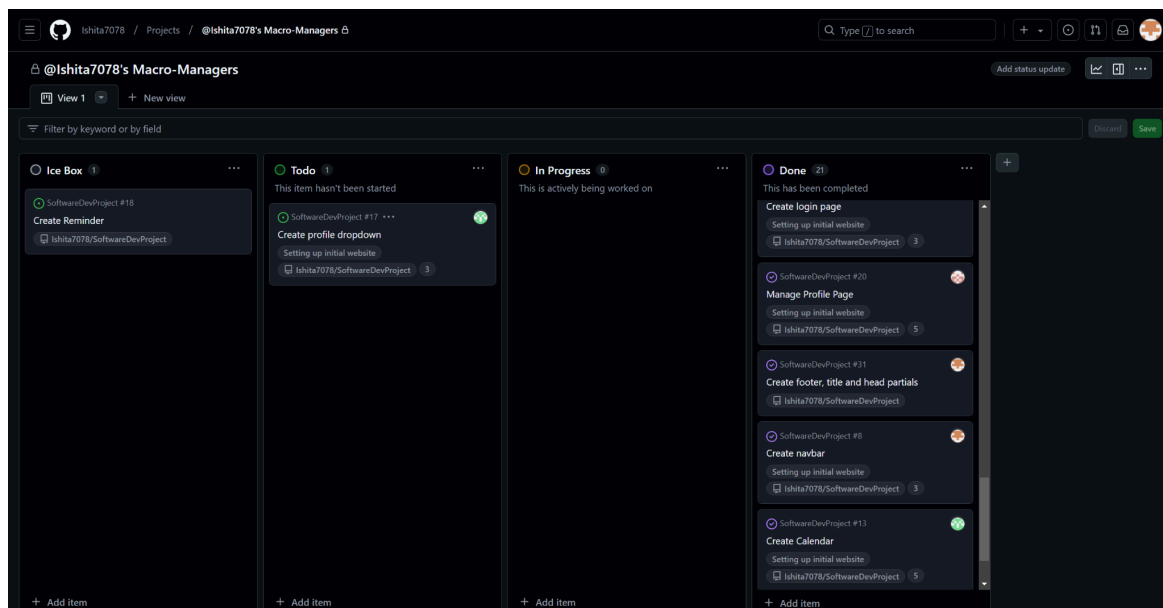 Ishita7078 / Projects / @Ishita7078's Macro-Managers
Type / to search
@Ishita7078's Macro-Managers
Add status update
View 1
New view
Filter by keyword or by field
Discard
Save
Ice Box 1
SoftwareDevProject #18
Create Reminder
Ishita7078/SoftwareDevProject
+ Add item
Todo 1
This item hasn't been started
SoftwareDevProject #17
Create profile dropdown
Setting up initial website
Ishita7078/SoftwareDevProject 3
+ Add item
In Progress 0
This is actively being worked on
+ Add item
Done 21
This has been completed
Create login page
Setting up initial website
Ishita7078/SoftwareDevProject 3
SoftwareDevProject #20
Manage Profile Page
Setting up initial website
Ishita7078/SoftwareDevProject 5
SoftwareDevProject #31
Create footer, title and head partials
Ishita7078/SoftwareDevProject
SoftwareDevProject #8
Create navbar
Setting up initial website
Ishita7078/SoftwareDevProject 3
SoftwareDevProject #13
Create Calendar
Setting up initial website
Ishita7078/SoftwareDevProject 5
+ Add item